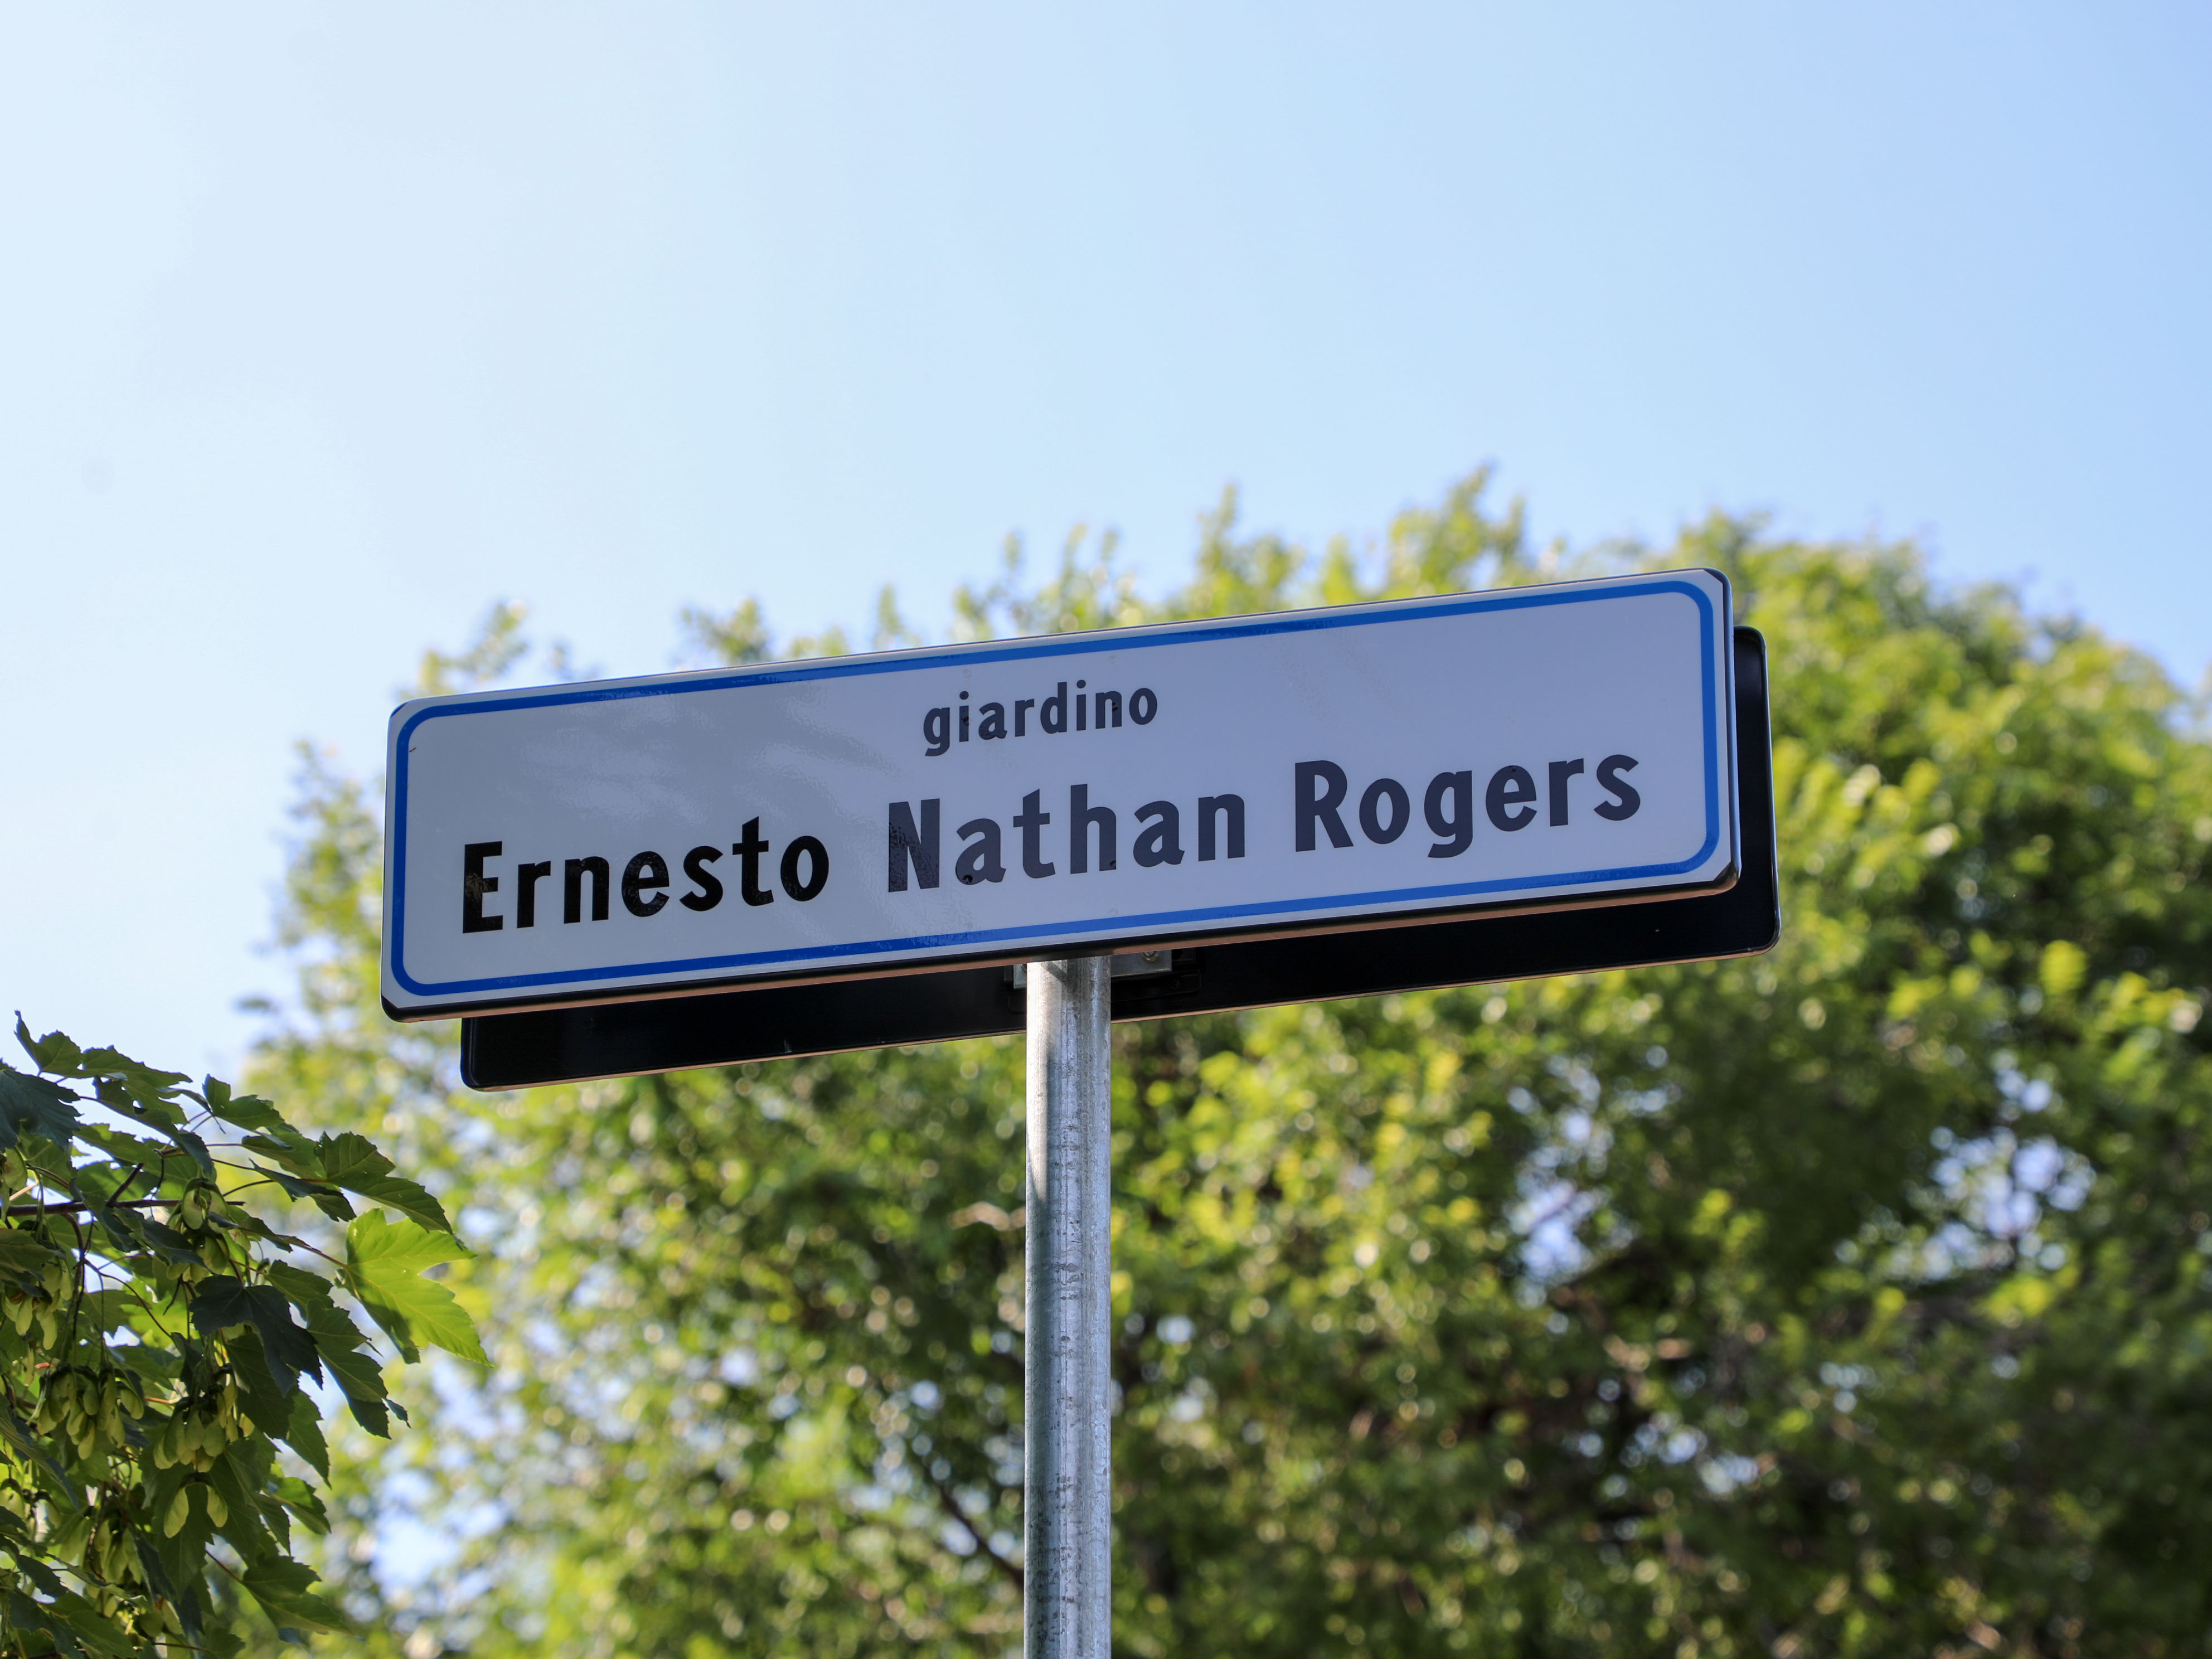 giardino
Ernesto Nathan Rogers